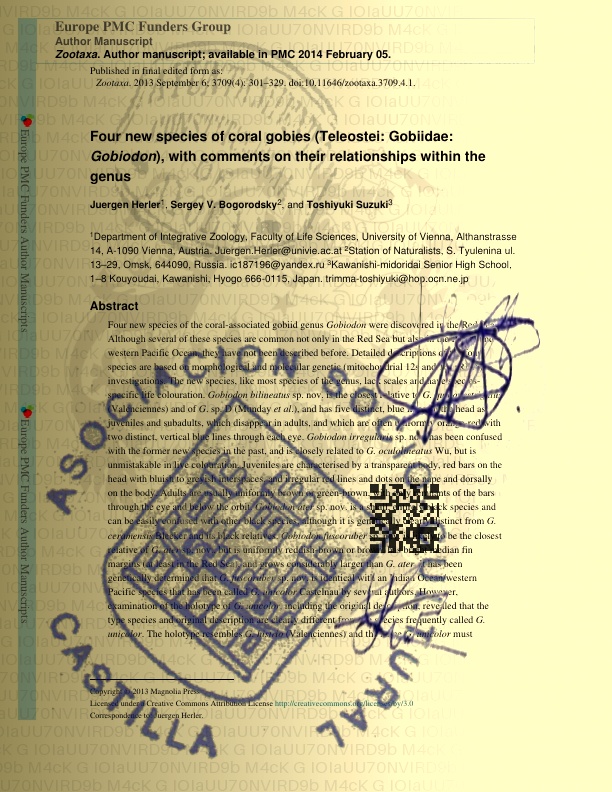 Europe PMC Funders Group
Author Manuscript
Zootaxa. Author manuscript; available in PMC 2014 February 05.
Published in final edited form as:
Zootaxa. 2013 September 6; 3709(4): 301–329. doi:10.11646/zootaxa.3709.4.1.
Four new species of coral gobies (Teleostei: Gobiidae:
Gobiodon), with comments on their relationships within the
genus
Juergen Herler1, Sergey V. Bogorodsky2, and Toshiyuki Suzuki3
1Department of Integrative Zoology, Faculty of Life Sciences, University of Vienna, Althanstrasse
14, A-1090 Vienna, Austria. Juergen.Herler@univie.ac.at 2Station of Naturalists, S. Tyulenina ul.
13–29, Omsk, 644090, Russia. ic187196@yandex.ru 3Kawanishi-midoridai Senior High School,
1–8 Kouyoudai, Kawanishi, Hyogo 666-0115, Japan. trimma-toshiyuki@hop.ocn.ne.jp
Abstract
Four new species of the coral-associated gobiid genus Gobiodon were discovered in the Red
Although several of these species are common not only in the Red Sea but also
western Pacific Ocean, they have not been described before. Detailed descriptions
species are based on morphological and molecular genetic (mitochondrial 12s and
investigations. The new species, like most species of the genus, lack scales and have species-
specific life colouration. Gobiodon bilineatus sp. nov. is the closest relative to G.
(Valenciennes) and of G. sp. D (Munday et al.), and has five distinct, blue head as
juveniles and subadults, which disappear in adults, and which are often uniformly orange-red with
two distinct, vertical blue lines through each eye. Gobiodon irregularis sp. nov. has been confused
with the former new species in the past, and is closely related to G. oculolineatus Wu, but is
unmistakable in live colouration. Juveniles are characterised by a transparent body, red bars on the
head with bluish to greyish interspaces, and irregular red lines and dots on the nape and dorsally
on the body. Adults are usually uniformly brown or green-brown, with only remnants of the bars
through the eye and below the orbit. Gobiodon ater sp. nov. is a small, black species and
can be easily confused with other black species, although it is genetically clearly distinct from G.
ceramensis Bleeker and its black relatives. Gobiodon fuscoruber to be the closest
relative of G. ater sp. nov., but is uniformly reddish-brown or median fin
margins (at least in the Red Sea), and grows considerably larger than G. ater. It has been
genetically determined that G. fuscoruber sp. nov. is identical with an Indian Ocean/western
Pacific species that has been called G. unicolor Castelnau by several authors. However,
examination of the holotype of G. unicolor, including the original description, revealed that the
type species and original description are clearly different from species frequently called G.
unicolor. The holotype resembles G. histrio (Valenciennes) and G. unicolor must
Copyright © 2013 Magnolia Press
Licensed under a Creative Commons Attribution License http://creativecommons.org/licenses/by/3.0
Correspondence to: Juergen Herler.
Europe PMC Funders Author Manuscripts
Europe PMC Funders Author Manuscripts
ASOCIACION
CASTILLA